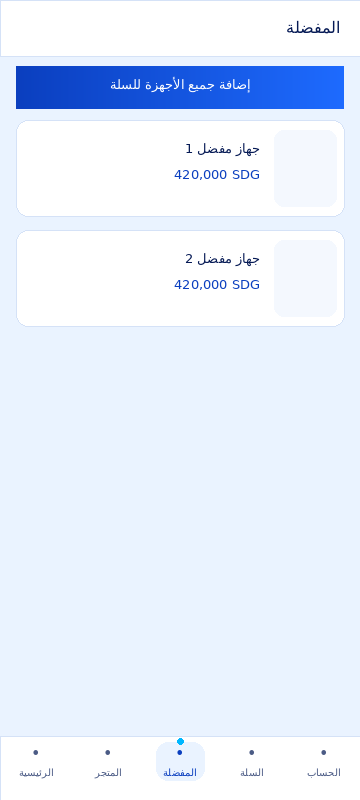 المفضلة
إضافة جميع الأجهزة للسلة
جهاز مفضل 1
420,000 SDG
جهاز مفضل 2
420,000 SDG
الحساب
السلة
المفضلة
المتجر
الرئيسية